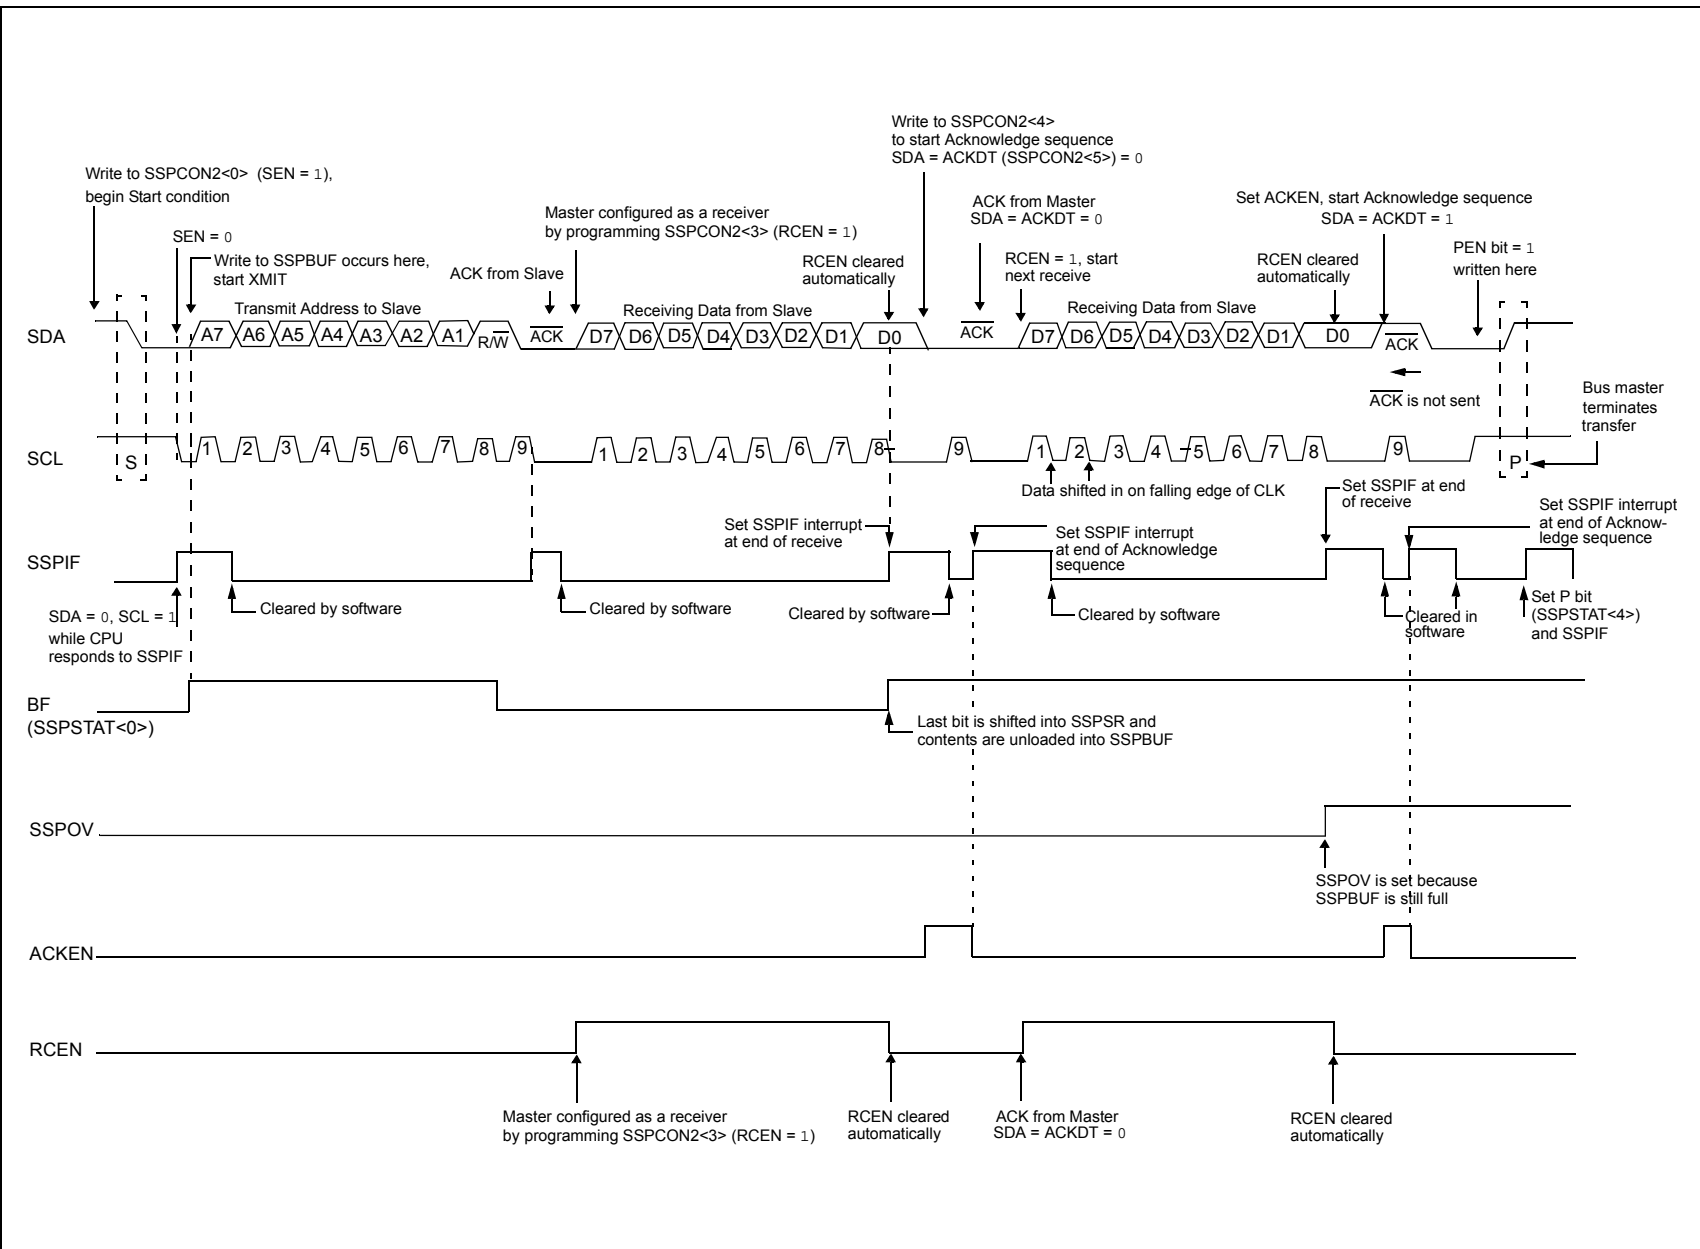 Write to SSPCON2<4>
to start Acknowledge sequence
SDA = ACKDT (SSPCON2<5>) = 0
Write to SSPCON2<0> (SEN = 1),
begin Start condition
ACK from Master
SDA = ACKDT = 0
Set ACKEN, start Acknowledge sequence
SDA = ACKDT = 1
Master configured as a receiver
by programming SSPCON2<3> (RCEN = 1)
SEN = 0
Write to SSPBUF occurs here,
start XMIT
ACK from Slave
RCEN cleared
automatically
RCEN = 1, start
next receive
RCEN cleared
automatically
PEN bit = 1
written here
Transmit Address to Slave
Receiving Data from Slave
Receiving Data from Slave
SDA
A7 A6 A5 A4 A3 A2 A1 R/W ACK D7 D6 D5 D4 D3 D2 D1 D0 ACK D7 D6 D5 D4 D3 D2 D1 D0 ACK
ACK is not sent
Bus master
terminates
transfer
SCL
S 1 2 3 4 5 6 7 8 9 1 2 3 4 5 6 7 8 9 1 2 3 4 5 6 7 8 9 P
Data shifted in on falling edge of CLK
Set SSPIF at end
of receive
Set SSPIF interrupt
at end of receive
Set SSPIF interrupt
at end of Acknowledge
sequence
Set SSPIF interrupt
at end of Acknow-
ledge sequence
SSPIF
Cleared by software
Cleared by software
Cleared by software
Cleared by software
Cleared in
software
Set P bit
(SSPSTAT<4>)
and SSPIF
SDA = 0, SCL = 1
while CPU
responds to SSPIF
BF
(SSPSTAT<0>)
Last bit is shifted into SSPSR and
contents are unloaded into SSPBUF
SSPOV
SSPOV is set because
SSPBUF is still full
ACKEN
RCEN
Master configured as a receiver
by programming SSPCON2<3> (RCEN = 1)
RCEN cleared
automatically
ACK from Master
SDA = ACKDT = 0
RCEN cleared
automatically